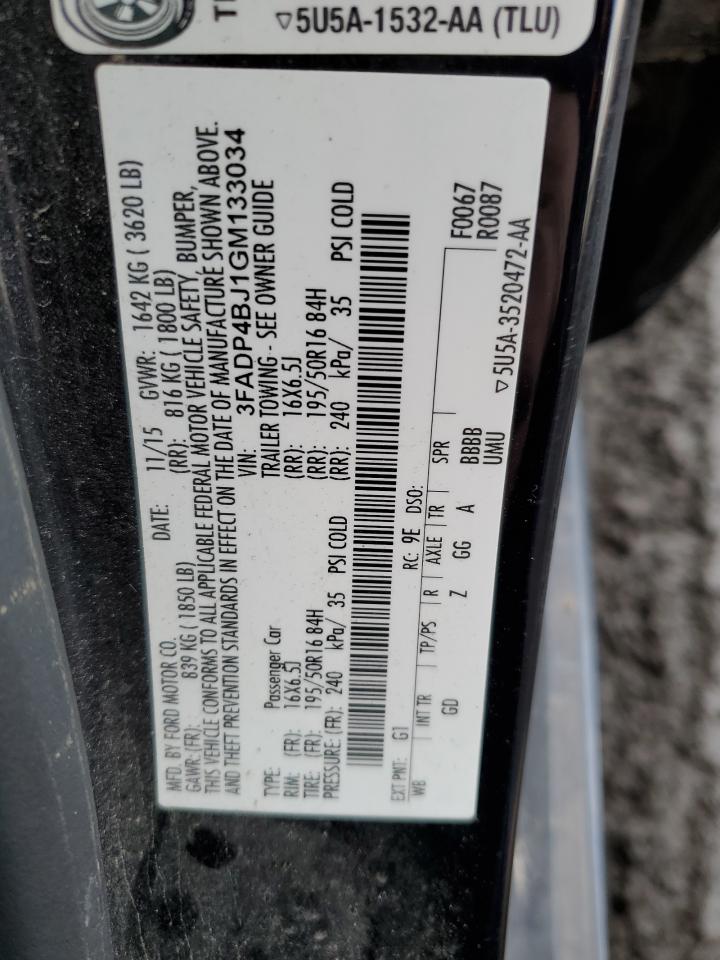 ▽5U5A-1532-AA (TLU)
MFD. BY FORD MOTOR CO. DATE: 11/15 GVWR: 1642 KG ( 3620 LB)
GAWR: (FR): 839 KG ( 1850 LB) (RR): 816 KG ( 1800 LB)
THIS VEHICLE CONFORMS TO ALL APPLICABLE FEDERAL MOTOR VEHICLE SAFETY, BUMPER,
AND THEFT PREVENTION STANDARDS IN EFFECT ON THE DATE OF MANUFACTURE SHOWN ABOVE.
VIN: 3FADP4BJ1GM133034
TYPE: Passenger Car TRAILER TOWING - SEE OWNER GUIDE
RIM: (FR): 16X6.5J (RR): 16X6.5J
TIRE: (FR): 195/50R16 84H (RR): 195/50R16 84H
PRESSURE: (FR): 240 kPa/ 35 PSI COLD (RR): 240 kPa/ 35 PSI COLD
EXT PNT: G1 RC: 9E DSO: F0067
WB INT TR TP/PS R AXLE TR SPR R0087
GD Z GG A BBBB
UMU
▽5U5A-3520472-AA